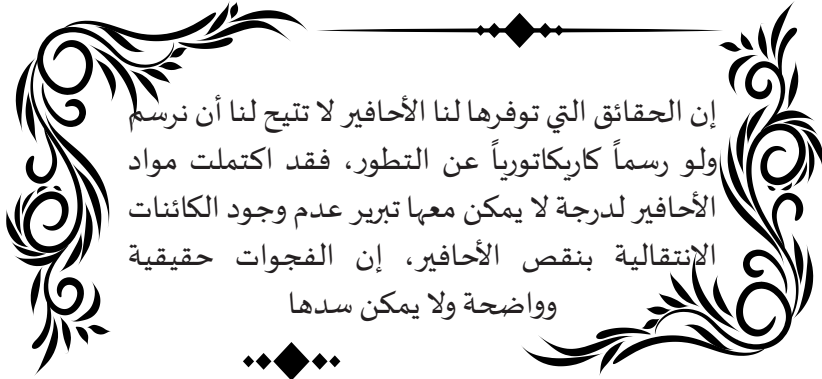 إن الحقائق التي توفرها لنا الأحافير لا تتيح لنا أن نرسم
ولو رسماً كاريكاتورياً عن التطور، فقد اكتملت مواد
الأحافير لدرجة لا يمكن معها تبرير عدم وجود الكائنات
الانتقالية بنقص الأحافير، إن الفجوات حقيقية
وواضحة ولا يمكن سدها